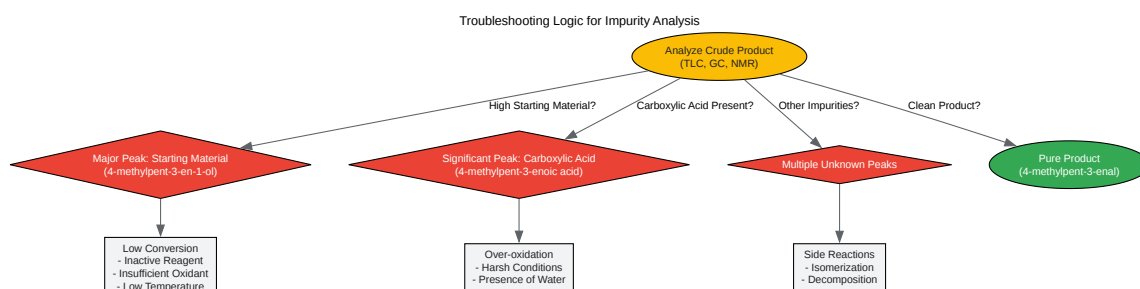 Troubleshooting Logic for Impurity Analysis
Analyze Crude Product
(TLC, GC, NMR)
High Starting Material?
Carboxylic Acid Present?
Other Impurities?
Clean Product?
Major Peak: Starting Material
(4-methylpent-3-en-1-ol)
Significant Peak: Carboxylic Acid
(4-methylpent-3-enoic acid)
Multiple Unknown Peaks
Pure Product
(4-methylpent-3-enal)
Low Conversion
- Inactive Reagent
- Insufficient Oxidant
- Low Temperature
Over-oxidation
- Harsh Conditions
- Presence of Water
Side Reactions
- Isomerization
- Decomposition